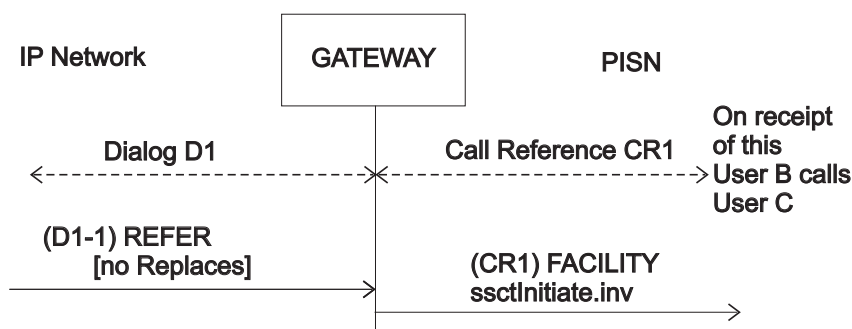 IP Network
GATEWAY
PISN
On receipt
of this
User B calls
User C
Dialog D1
Call Reference CR1
(D1-1) REFER
[no Replaces]
(CR1) FACILITY
ssctInitiate.inv